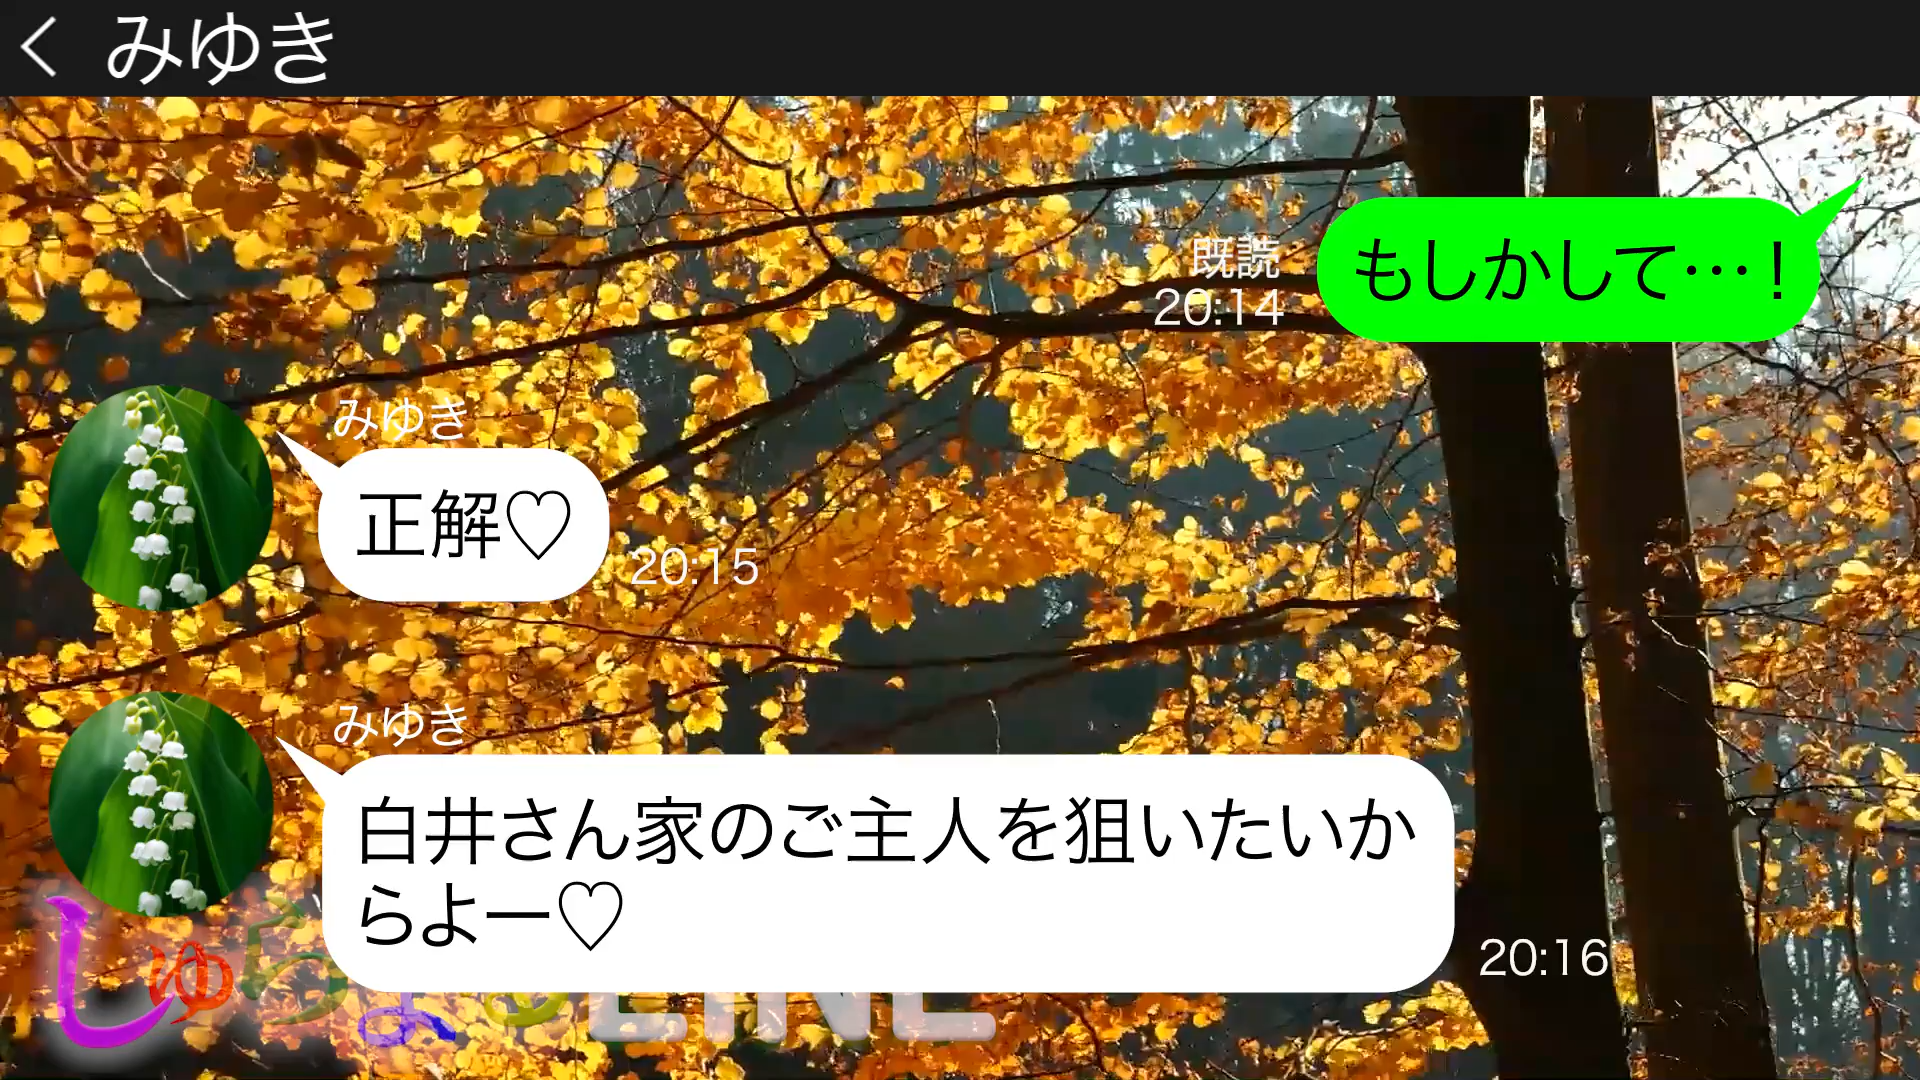 みゆき
もしかして…！
既読
20:14
みゆき
正解♡
20:15
みゆき
白井さん家のご主人を狙いたいか
らよー♡
20:16